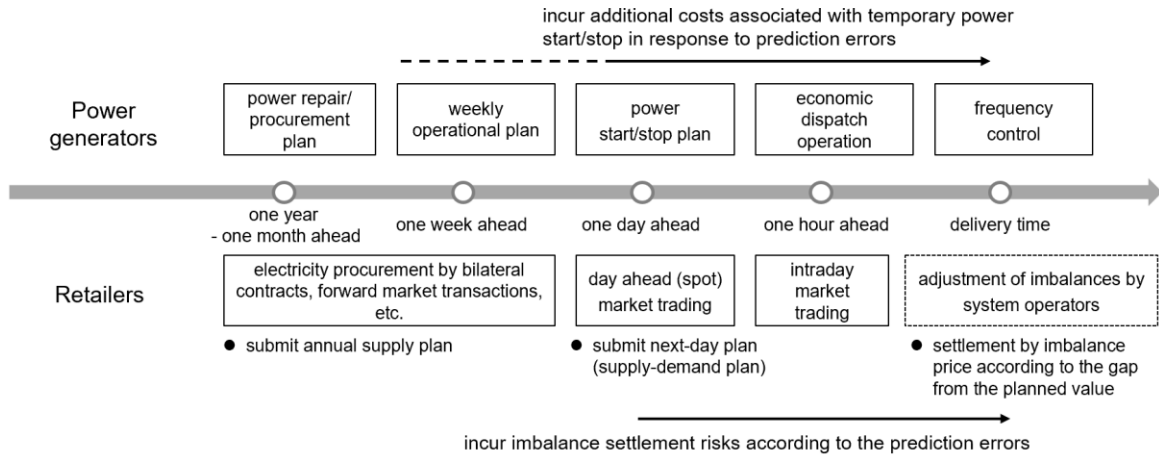 incur additional costs associated with temporary power
start/stop in response to prediction errors
Power
generators
power repair/
procurement
plan
weekly
operational plan
power
start/stop plan
economic
dispatch
operation
frequency
control
one year
- one month ahead
one week ahead
one day ahead
one hour ahead
delivery time
Retailers
electricity procurement by bilateral
contracts, forward market transactions,
etc.
day ahead (spot)
market trading
intraday
market
trading
adjustment of imbalances by
system operators
● submit annual supply plan
● submit next-day plan
(supply-demand plan)
● settlement by imbalance
price according to the gap
from the planned value
incur imbalance settlement risks according to the prediction errors